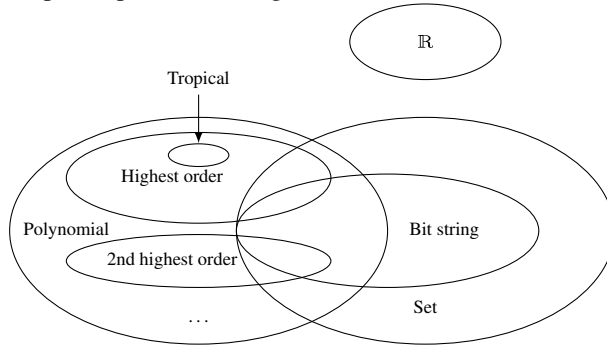 ℝ
Tropical
Highest order
Polynomial
Bit string
2nd highest order
Set
...